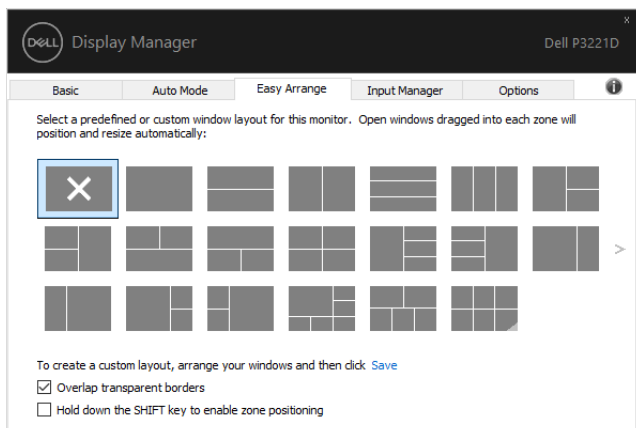 x
DELL Display Manager Dell P3221D
Basic Auto Mode Easy Arrange Input Manager Options i
Select a predefined or custom window layout for this monitor. Open windows dragged into each zone will
position and resize automatically:
>
To create a custom layout, arrange your windows and then click Save
Overlap transparent borders
Hold down the SHIFT key to enable zone positioning